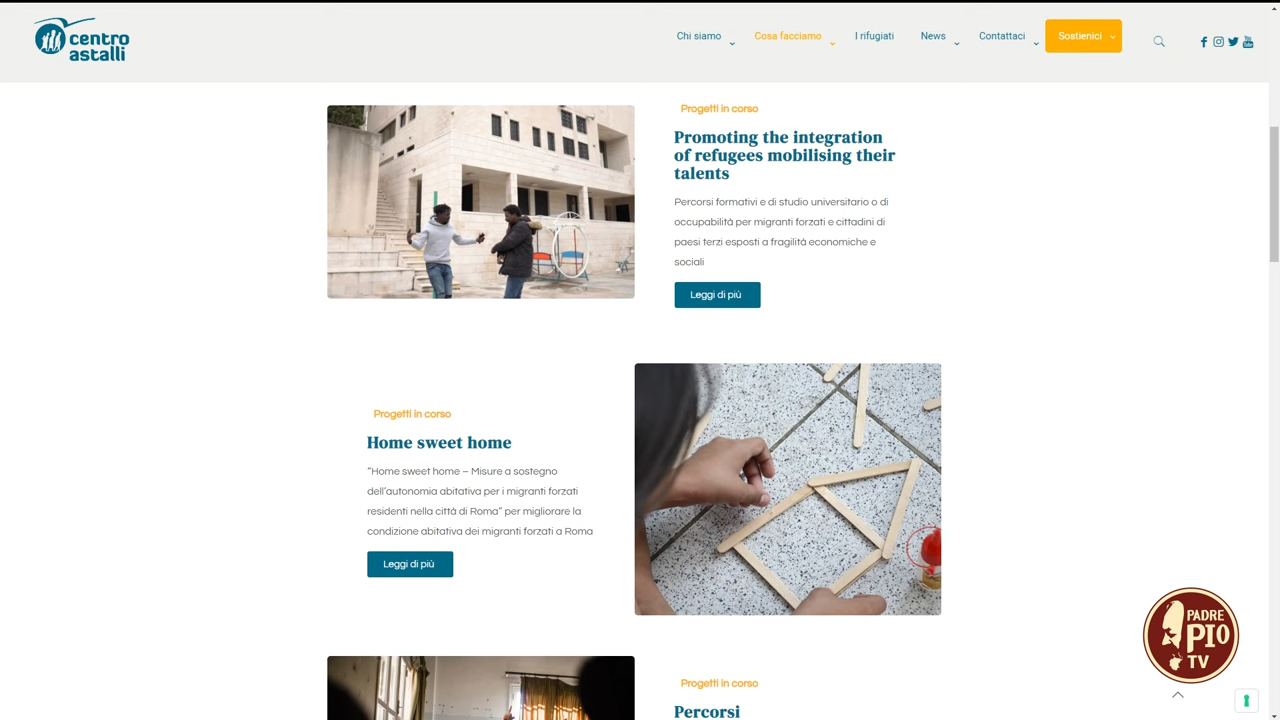 centro
astalli
Chi siamo
Cosa facciamo
I rifugiati
News
Contattaci
Sostienici
Progetti in corso
Promoting the integration
of refugees mobilising their
talents
Percorsi formativi e di studio universitario o di
occupabilità per migranti forzati e cittadini di
paesi terzi esposti a fragilità economiche e
sociali
Leggi di più
Progetti in corso
Home sweet home
“Home sweet home – Misure a sostegno
dell’autonomia abitativa per i migranti forzati
residenti nella città di Roma” per migliorare la
condizione abitativa dei migranti forzati a Roma
Leggi di più
PADRE
PIO
TV
Progetti in corso
Percorsi